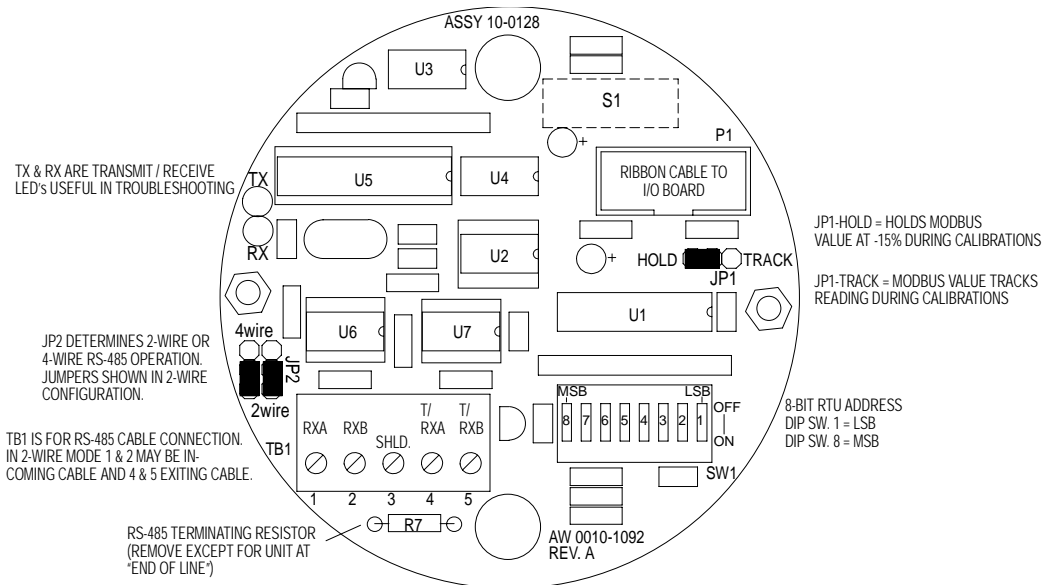 ASSY 10-0128
U3
S1
P1
TX & RX ARE TRANSMIT / RECEIVE
LED's USEFUL IN TROUBLESHOOTING
TX
RX
U5
U4
RIBBON CABLE TO
I/O BOARD
U2
HOLD
TRACK
JP1
JP1-HOLD = HOLDS MODBUS
VALUE AT -15% DURING CALIBRATIONS
JP1-TRACK = MODBUS VALUE TRACKS
READING DURING CALIBRATIONS
U6
U7
U1
JP2 DETERMINES 2-WIRE OR
4-WIRE RS-485 OPERATION.
JUMPERS SHOWN IN 2-WIRE
CONFIGURATION.
4wire
JP2
2wire
TB1 IS FOR RS-485 CABLE CONNECTION.
IN 2-WIRE MODE 1 & 2 MAY BE IN-
COMING CABLE AND 4 & 5 EXITING CABLE.
TB1
RXA
RXB
SHLD.
T/
RXA
T/
RXB
1 2 3 4 5
MSB
LSB
8 7 6 5 4 3 2 1
OFF
ON
SW1
8-BIT RTU ADDRESS
DIP SW. 1 = LSB
DIP SW. 8 = MSB
RS-485 TERMINATING RESISTOR
(REMOVE EXCEPT FOR UNIT AT
"END OF LINE")
R7
AW 0010-1092
REV. A